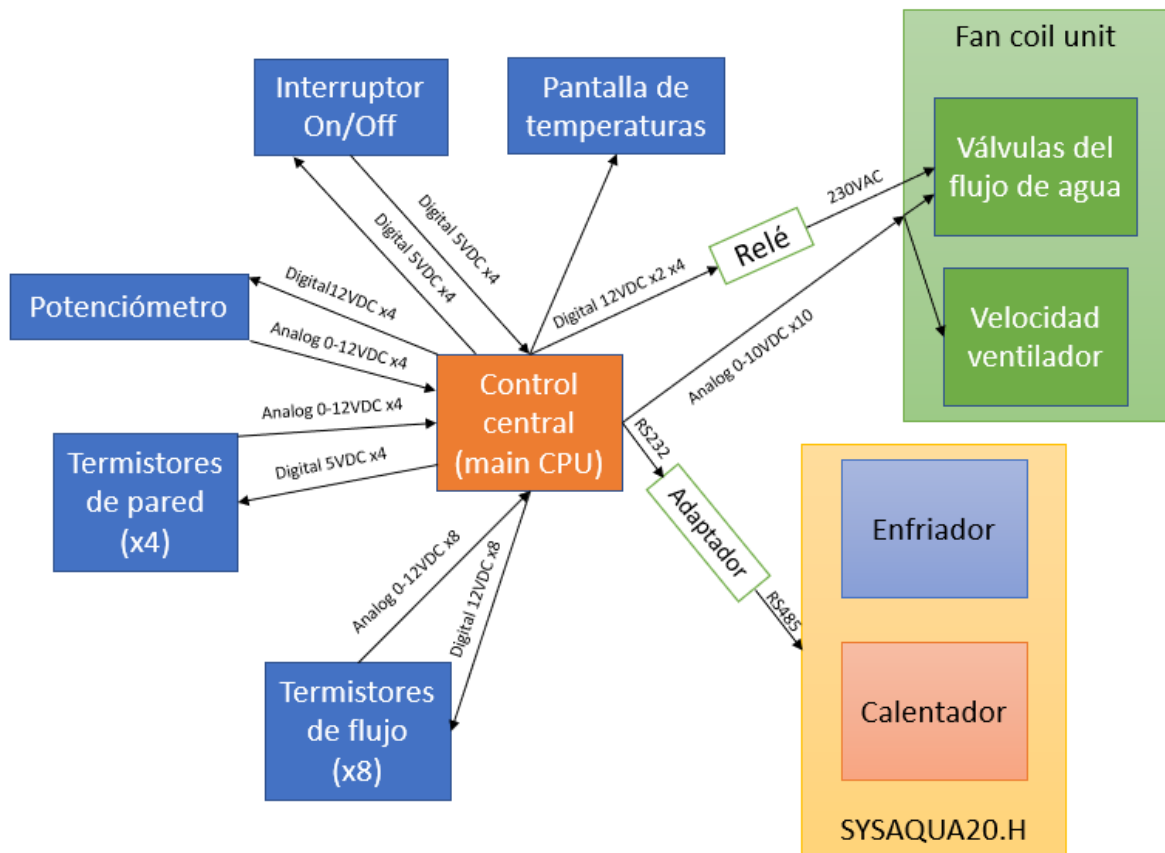 Fan coil unit
Interruptor
On/Off
Pantalla de
temperaturas
Válvulas del
flujo de agua
230VAC
Relé
Digital 5VDC x4
Digital 5VDC x4
Digital 12VDC x2 x4
Potenciómetro
Digital12VDC x4
Analog 0-12VDC x4
Analog 0-10VDC x10
Velocidad
ventilador
Control
central
(main CPU)
Analog 0-12VDC x4
Digital 5VDC x4
Termistores
de pared
(x4)
RS232
Adaptador
RS485
Enfriador
Analog 0-12VDC x8
Digital 12VDC x8
Termistores
de flujo
(x8)
Calentador
SYSAQUA20.H